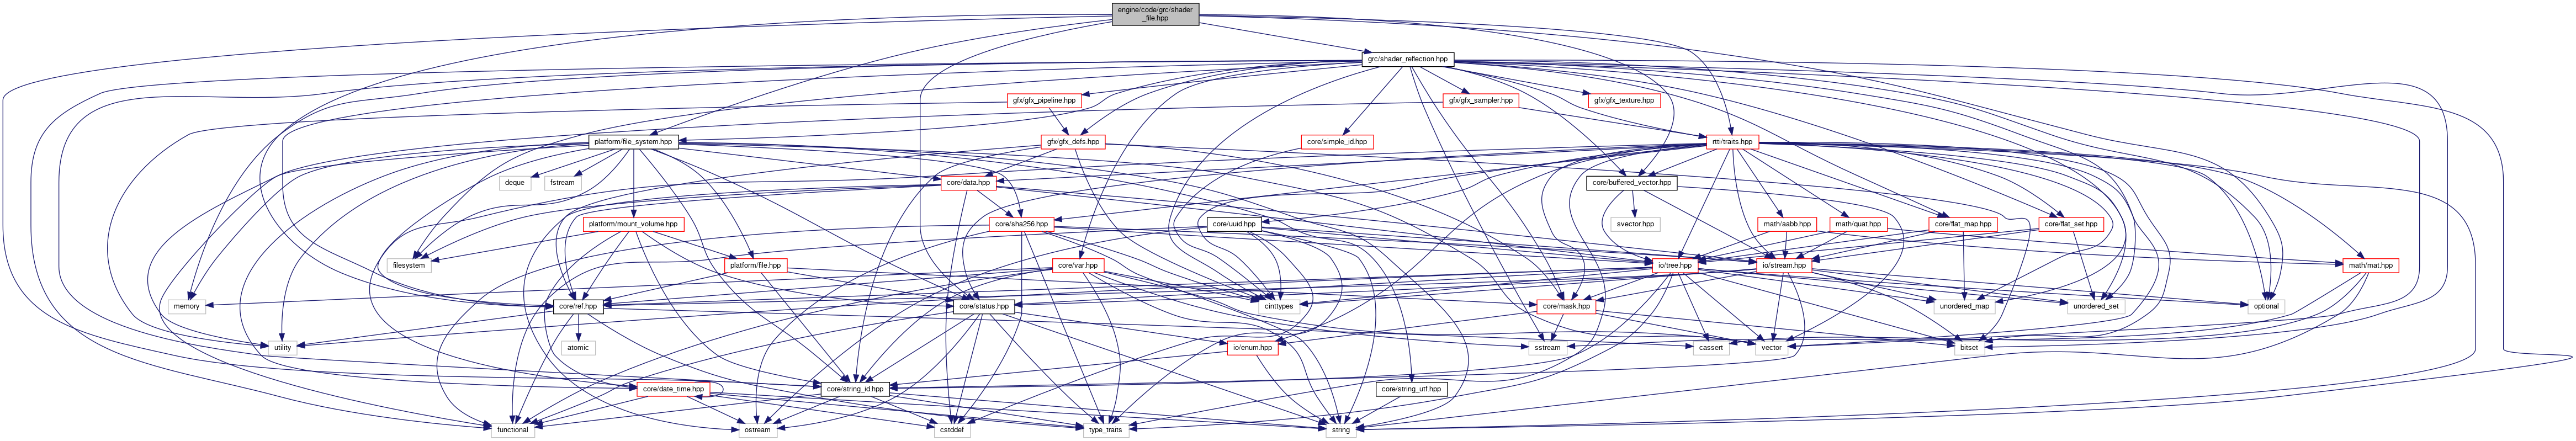 engine/code/grc/shader
_file.hpp
grc/shader_reflection.hpp
gfx/gfx_pipeline.hpp
gfx/gfx_sampler.hpp
gfx/gfx_texture.hpp
platform/file_system.hpp
gfx/gfx_defs.hpp
core/simple_id.hpp
rtti/traits.hpp
deque
fstream
core/data.hpp
core/buffered_vector.hpp
platform/mount_volume.hpp
core/sha256.hpp
core/uuid.hpp
svector.hpp
math/aabb.hpp
math/quat.hpp
core/flat_map.hpp
core/flat_set.hpp
filesystem
platform/file.hpp
core/var.hpp
io/tree.hpp
io/stream.hpp
math/mat.hpp
memory
core/ref.hpp
core/status.hpp
cinttypes
core/mask.hpp
unordered_map
unordered_set
optional
utility
atomic
io/enum.hpp
sstream
cassert
vector
bitset
core/date_time.hpp
core/string_id.hpp
core/string_utf.hpp
functional
ostream
cstddef
type_traits
string